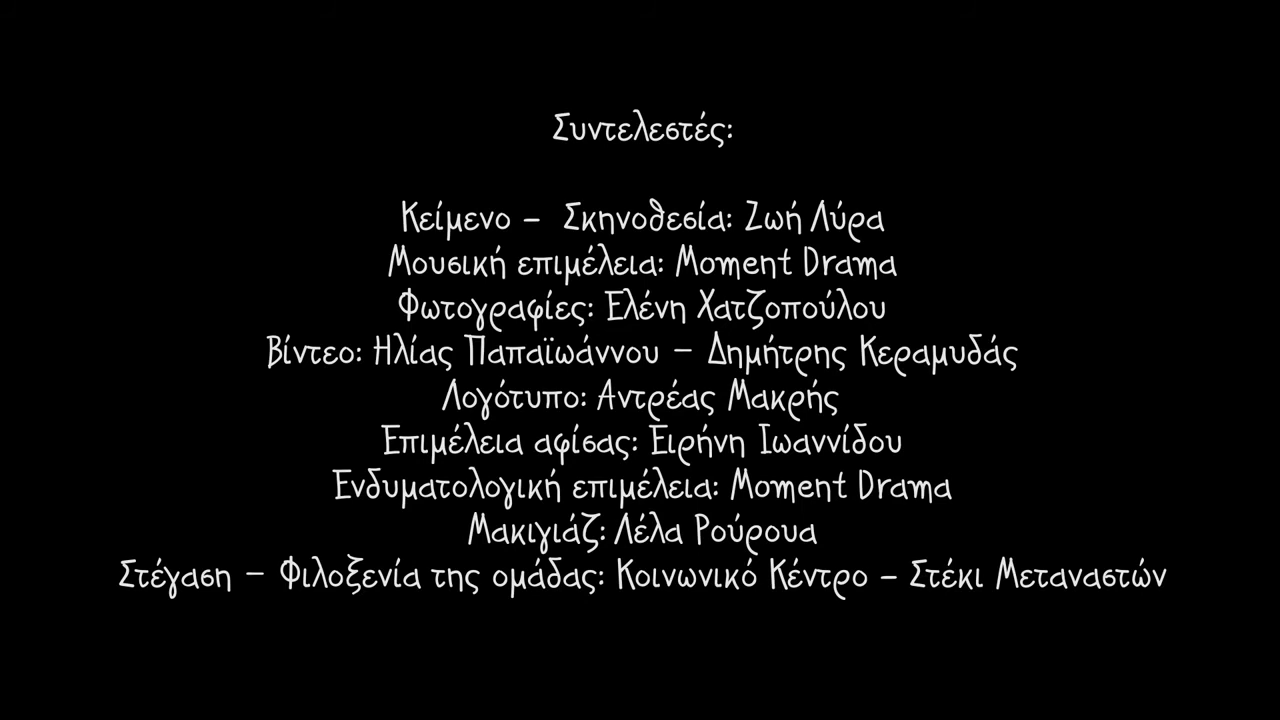 Συντελεστές:
Κείμενο – Σκηνοθεσία: Ζωή Λύρα
Μουσική επιμέλεια: Moment Drama
Φωτογραφίες: Ελένη Χατζοπούλου
Βίντεο: Ηλίας Παπαϊωάννου – Δημήτρης Κεραμυδάς
Λογότυπο: Αντρέας Μακρής
Επιμέλεια αφίσας: Ειρήνη Ιωαννίδου
Ενδυματολογική επιμέλεια: Moment Drama
Μακιγιάζ: Λέλα Ρούρουα
Στέγαση – Φιλοξενία της ομάδας: Κοινωνικό Κέντρο – Στέκι Μεταναστών